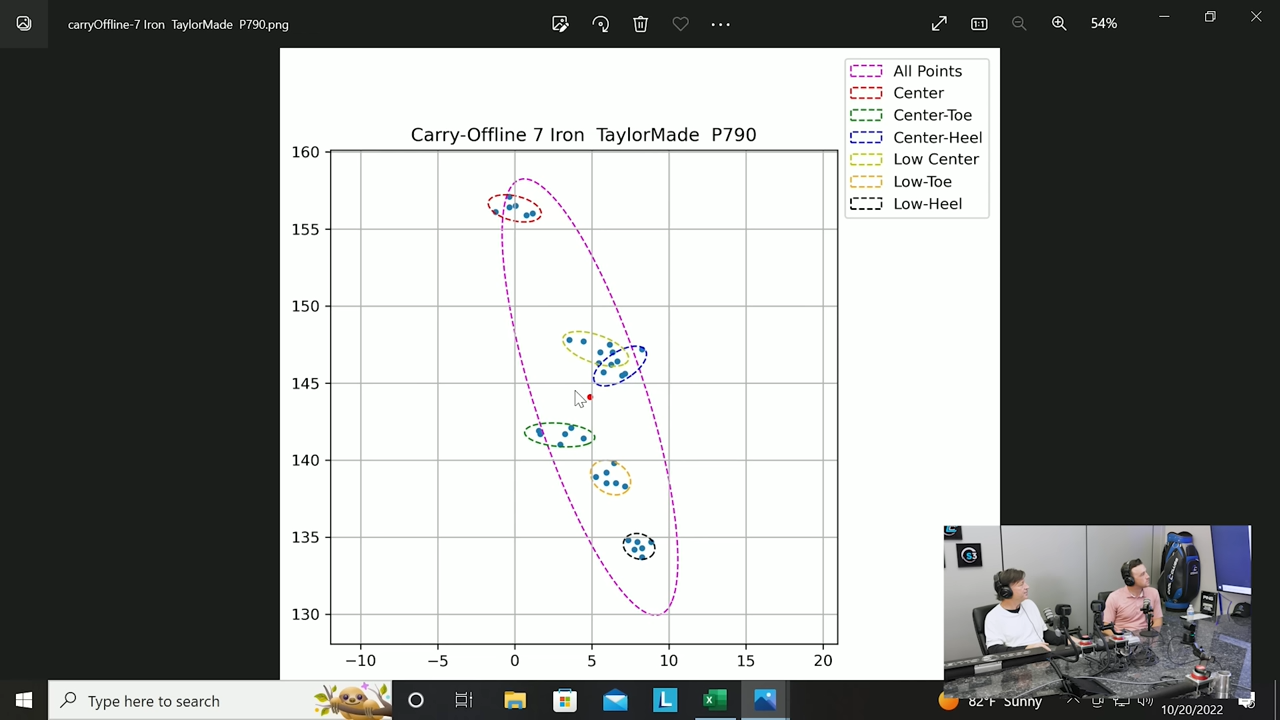 carryOffline-7 Iron TaylorMade P790.png
54%
All Points
Center
Center-Toe
Center-Heel
Low Center
Low-Toe
Low-Heel
Carry-Offline 7 Iron TaylorMade P790
160
155
150
145
140
135
130
−10 −5 0 5 10 15 20
S3
PING
Type here to search
L
82°F Sunny
10/20/2022